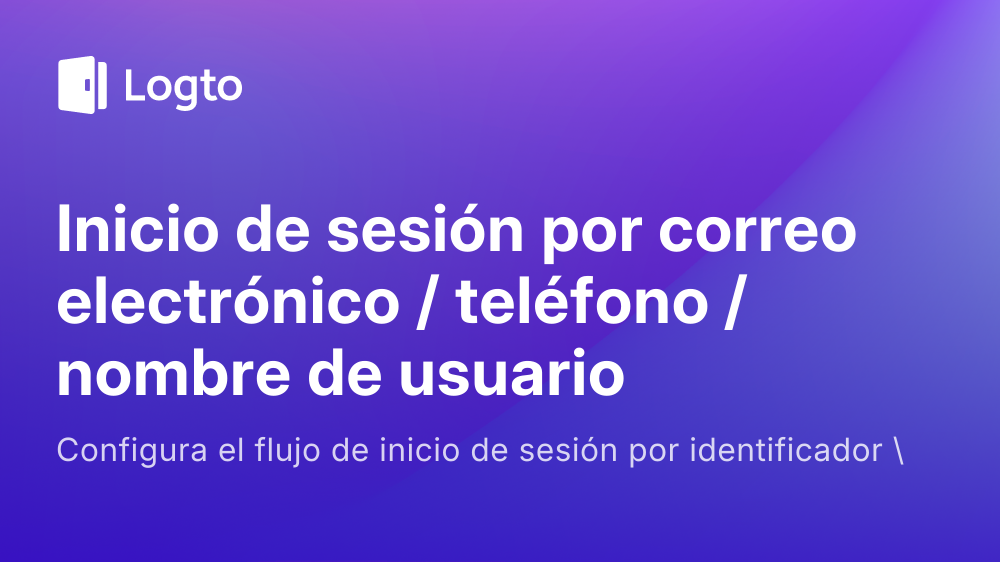 Logto
Inicio de sesión por correo
electrónico / teléfono /
nombre de usuario
Configura el flujo de inicio de sesión por identificador \